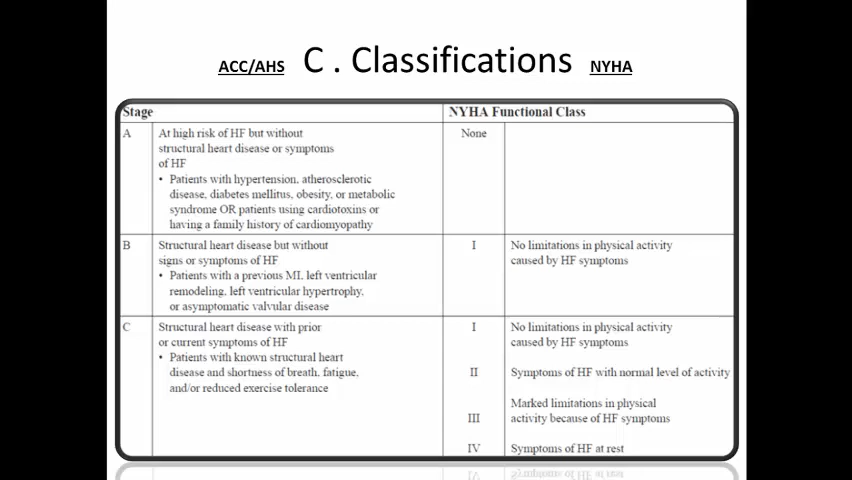 ACC/AHS C . Classifications NYHA
Stage NYHA Functional Class
A At high risk of HF but without None
structural heart disease or symptoms
of HF
• Patients with hypertension, atherosclerotic
disease, diabetes mellitus, obesity, or metabolic
syndrome OR patients using cardiotoxins or
having a family history of cardiomyopathy
B Structural heart disease but without I No limitations in physical activity
signs or symptoms of HF caused by HF symptoms
• Patients with a previous MI, left ventricular
remodeling, left ventricular hypertrophy,
or asymptomatic valvular disease
C Structural heart disease with prior I No limitations in physical activity
or current symptoms of HF caused by HF symptoms
• Patients with known structural heart
disease and shortness of breath, fatigue, II Symptoms of HF with normal level of activity
and/or reduced exercise tolerance
Marked limitations in physical
III activity because of HF symptoms
IV Symptoms of HF at rest